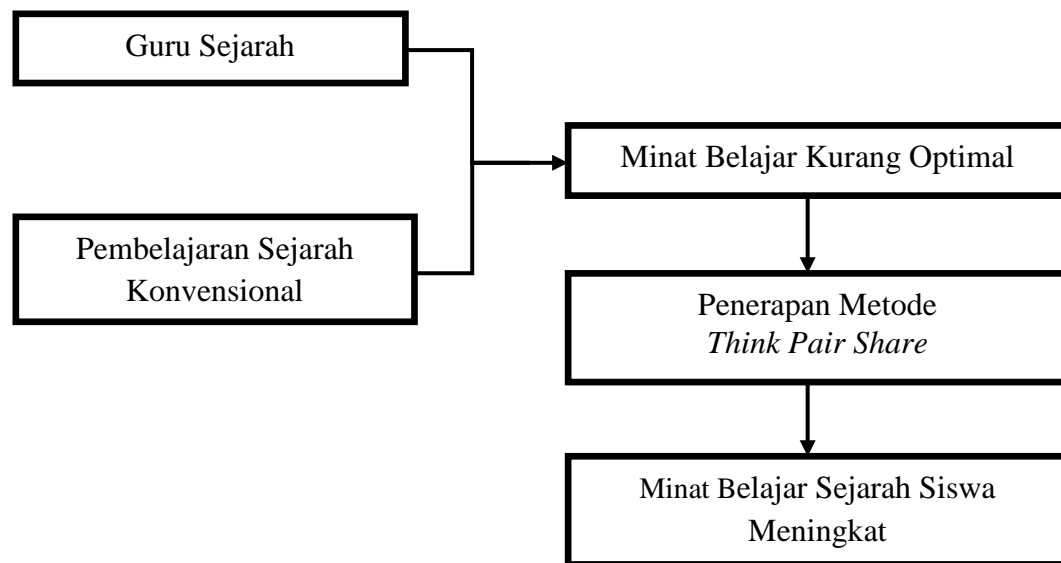 Guru Sejarah
Minat Belajar Kurang Optimal
Pembelajaran Sejarah
Konvensional
Penerapan Metode
Think Pair Share
Minat Belajar Sejarah Siswa
Meningkat